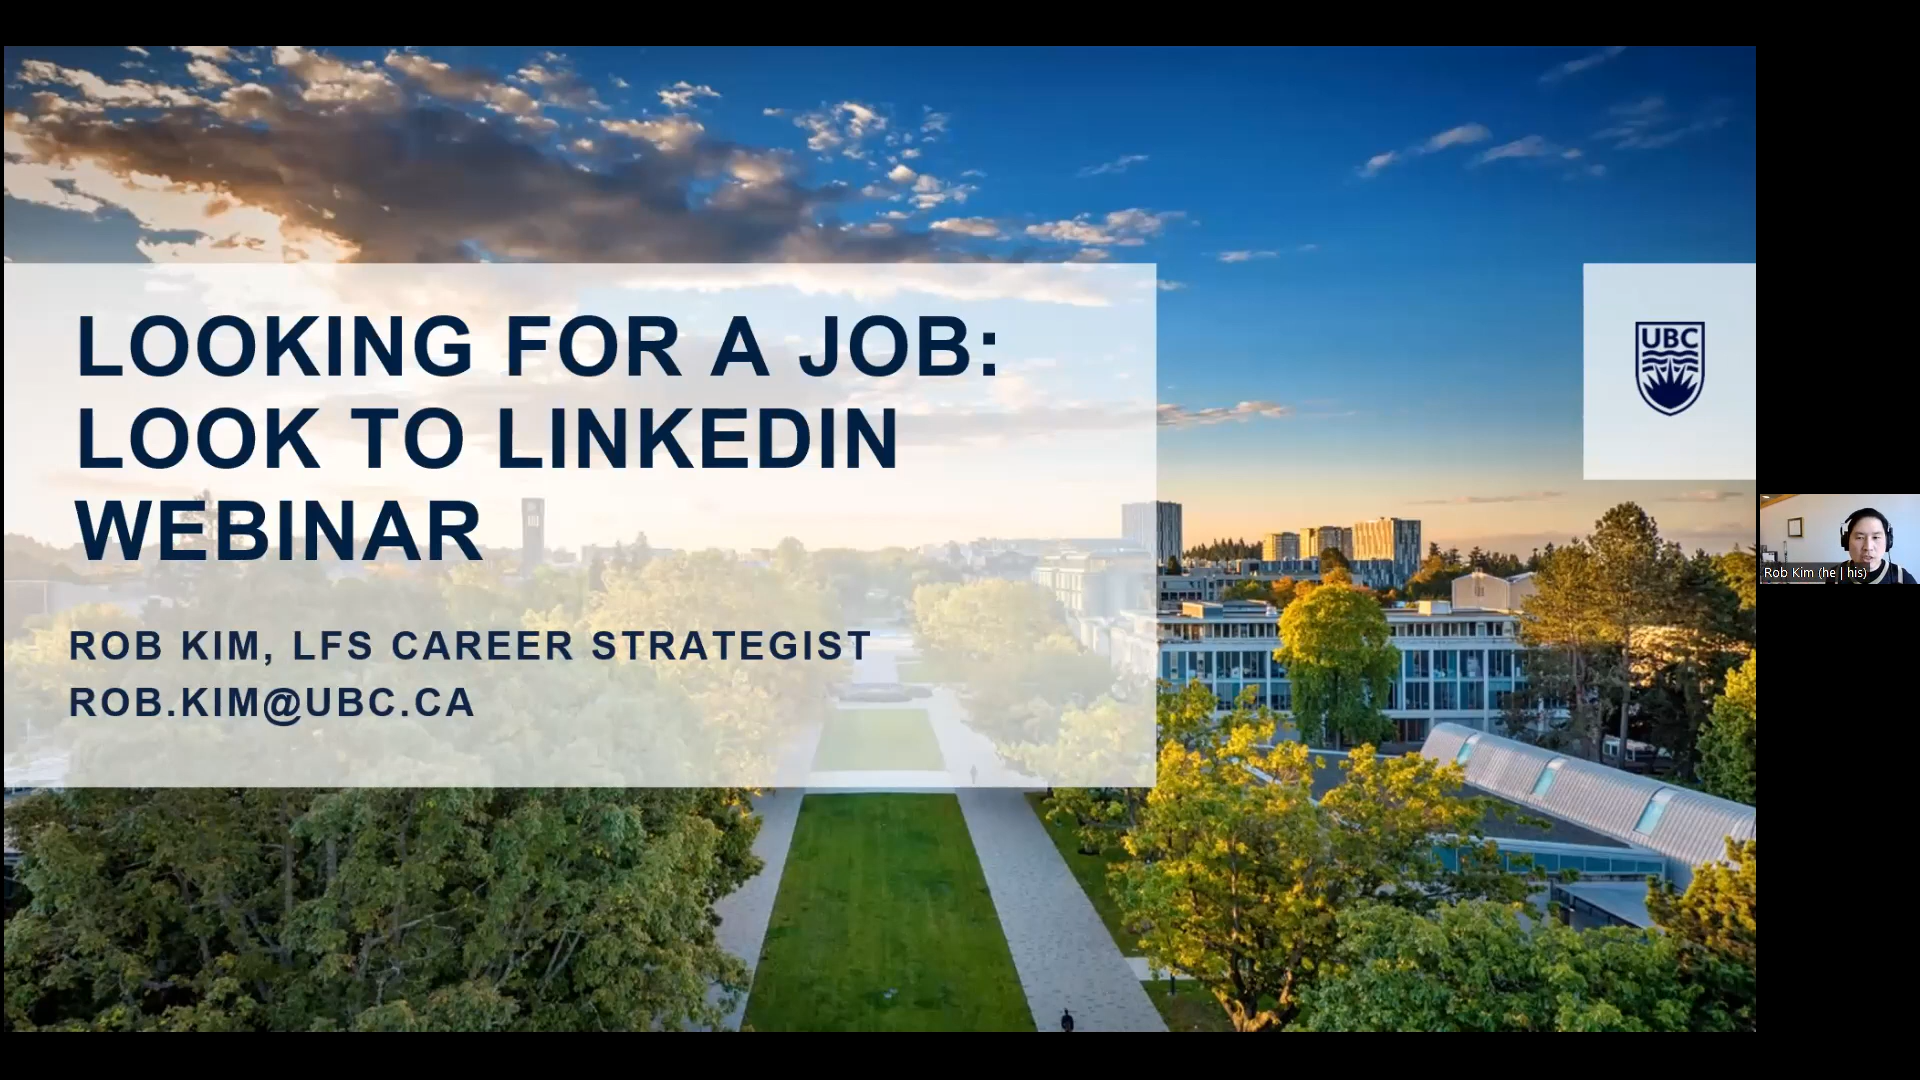 LOOKING FOR A JOB:
LOOK TO LINKEDIN
WEBINAR
ROB KIM, LFS CAREER STRATEGIST
ROB.KIM@UBC.CA
UBC
Rob Kim (he | his)